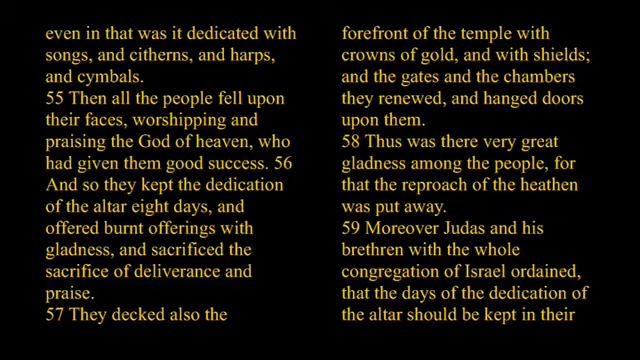 even in that was it dedicated with
songs, and citherns, and harps,
and cymbals.
55 Then all the people fell upon
their faces, worshipping and
praising the God of heaven, who
had given them good success. 56
And so they kept the dedication
of the altar eight days, and
offered burnt offerings with
gladness, and sacrificed the
sacrifice of deliverance and
praise.
57 They decked also the
forefront of the temple with
crowns of gold, and with shields;
and the gates and the chambers
they renewed, and hanged doors
upon them.
58 Thus was there very great
gladness among the people, for
that the reproach of the heathen
was put away.
59 Moreover Judas and his
brethren with the whole
congregation of Israel ordained,
that the days of the dedication of
the altar should be kept in their